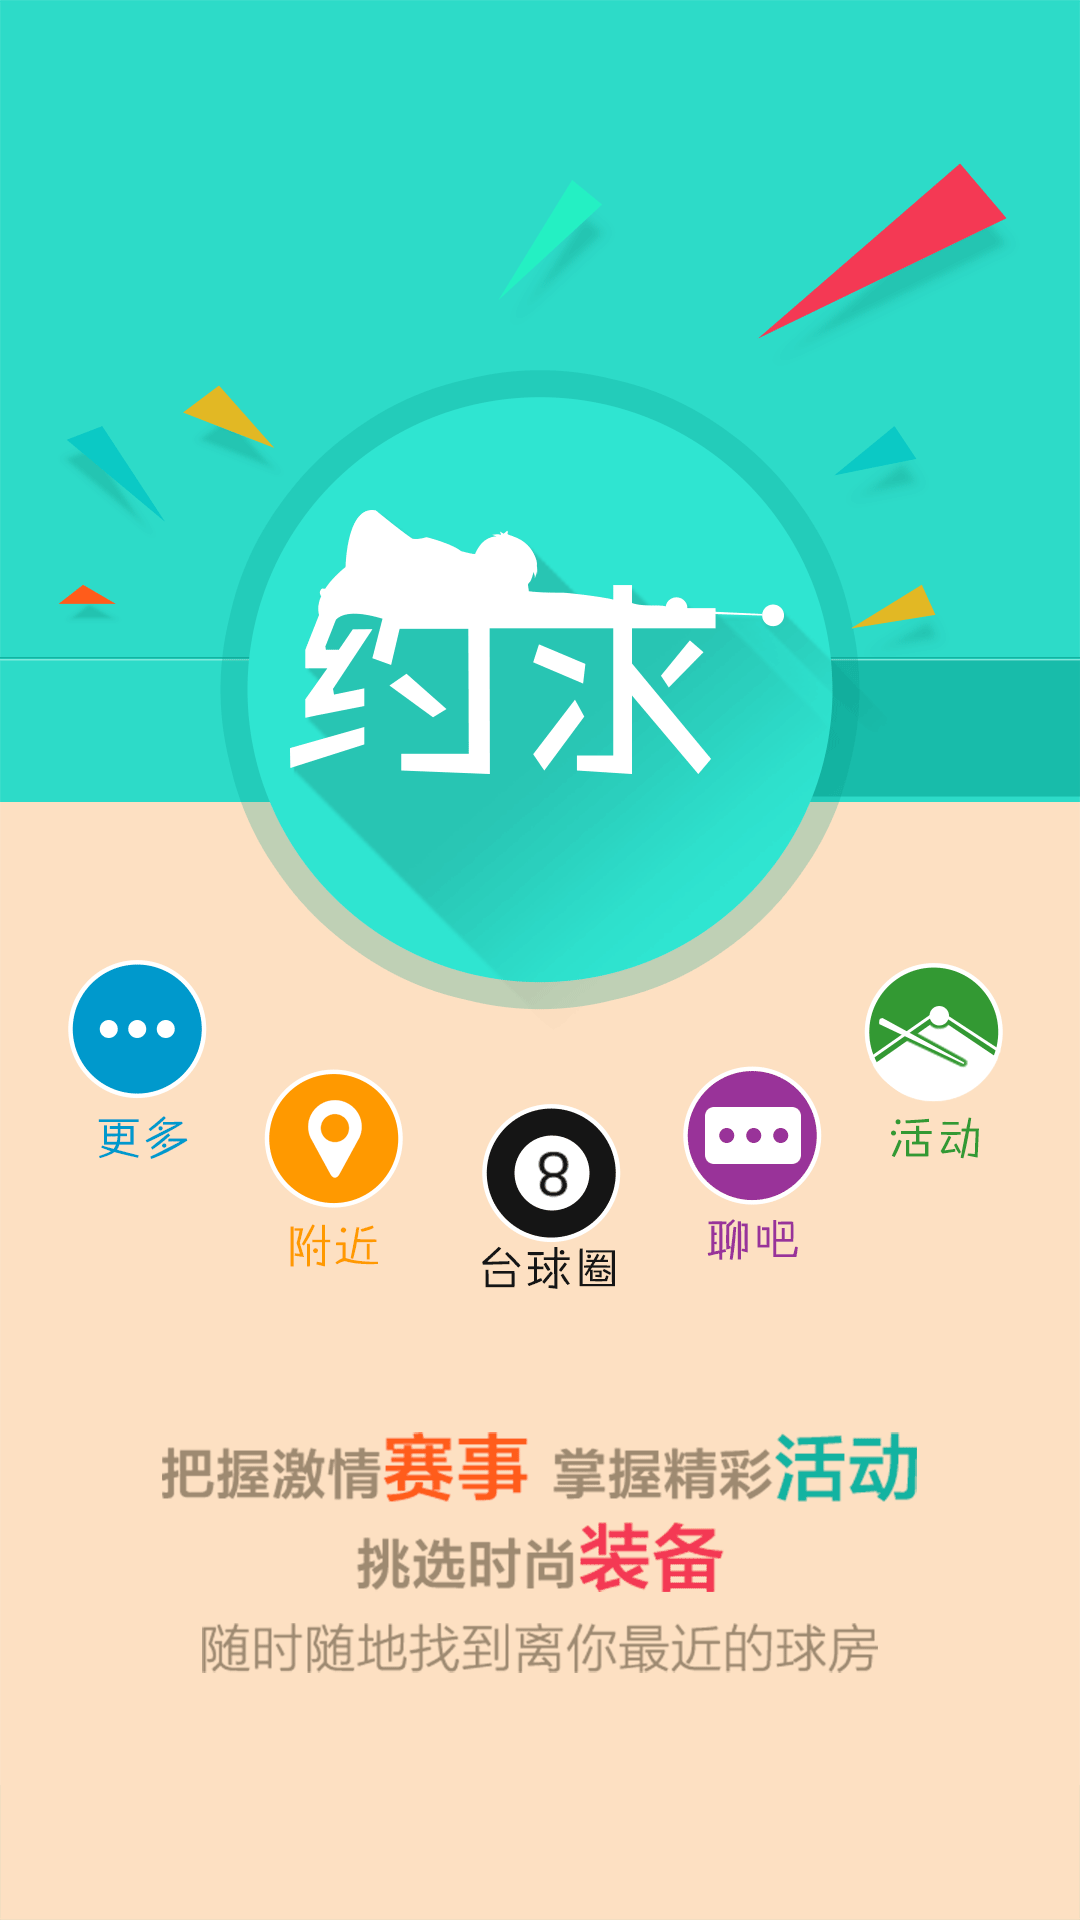 约求
更多
附近
8
台球圈
聊吧
活动
把握激情赛事 掌握精彩活动
挑选时尚装备
随时随地找到离你最近的球房